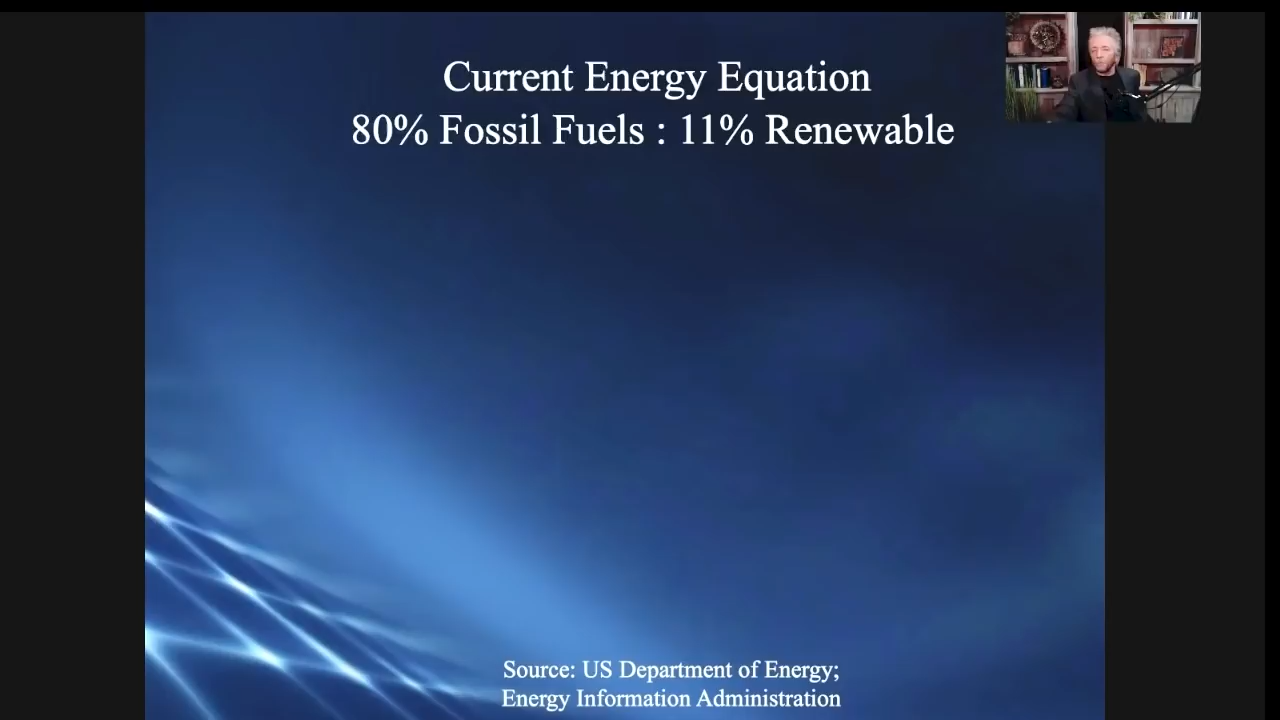 Current Energy Equation
80% Fossil Fuels : 11% Renewable
Source: US Department of Energy;
Energy Information Administration